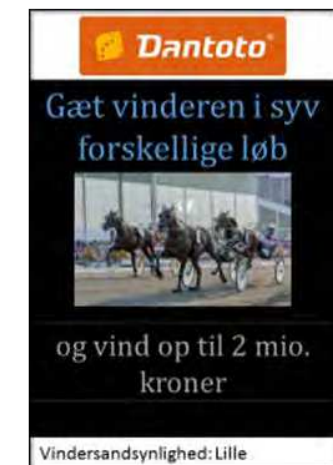 Dantoto
Gæt vinderen i syv
forskellige løb
og vind op til 2 mio.
kroner
Vindersandsynlighed: Lille